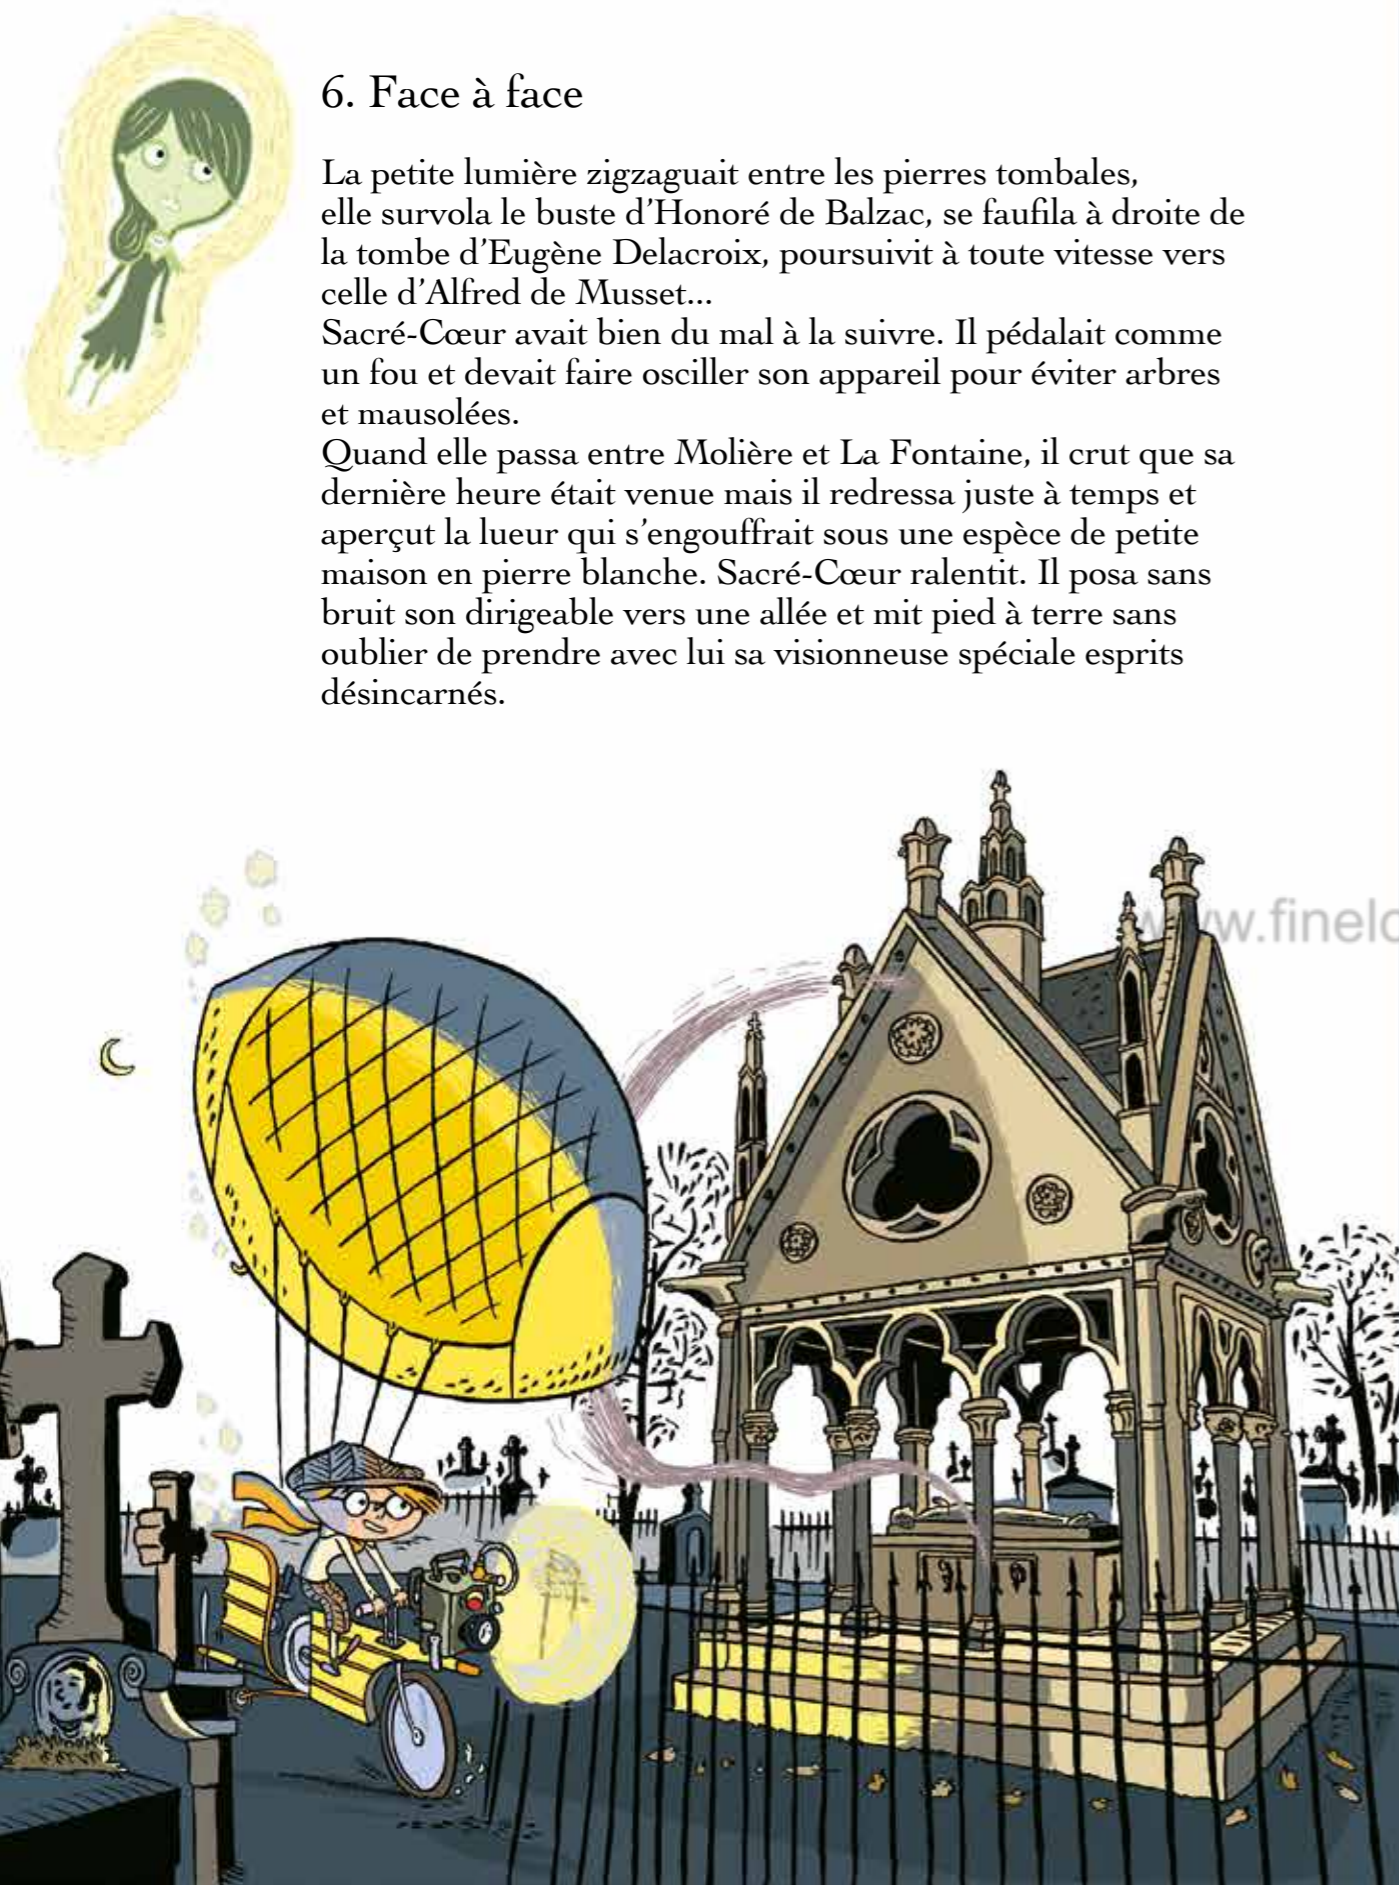 6. Face à face
La petite lumière zigzaguait entre les pierres tombales,
elle survola le buste d’Honoré de Balzac, se faufila à droite de
la tombe d’Eugène Delacroix, poursuivit à toute vitesse vers
celle d’Alfred de Musset...
Sacré-Cœur avait bien du mal à la suivre. Il pédalait comme
un fou et devait faire osciller son appareil pour éviter arbres
et mausolées.
Quand elle passa entre Molière et La Fontaine, il crut que sa
dernière heure était venue mais il redressa juste à temps et
aperçut la lueur qui s’engouffrait sous une espèce de petite
maison en pierre blanche. Sacré-Cœur ralentit. Il posa sans
bruit son dirigeable vers une allée et mit pied à terre sans
oublier de prendre avec lui sa visionneuse spéciale esprits
désincarnés.